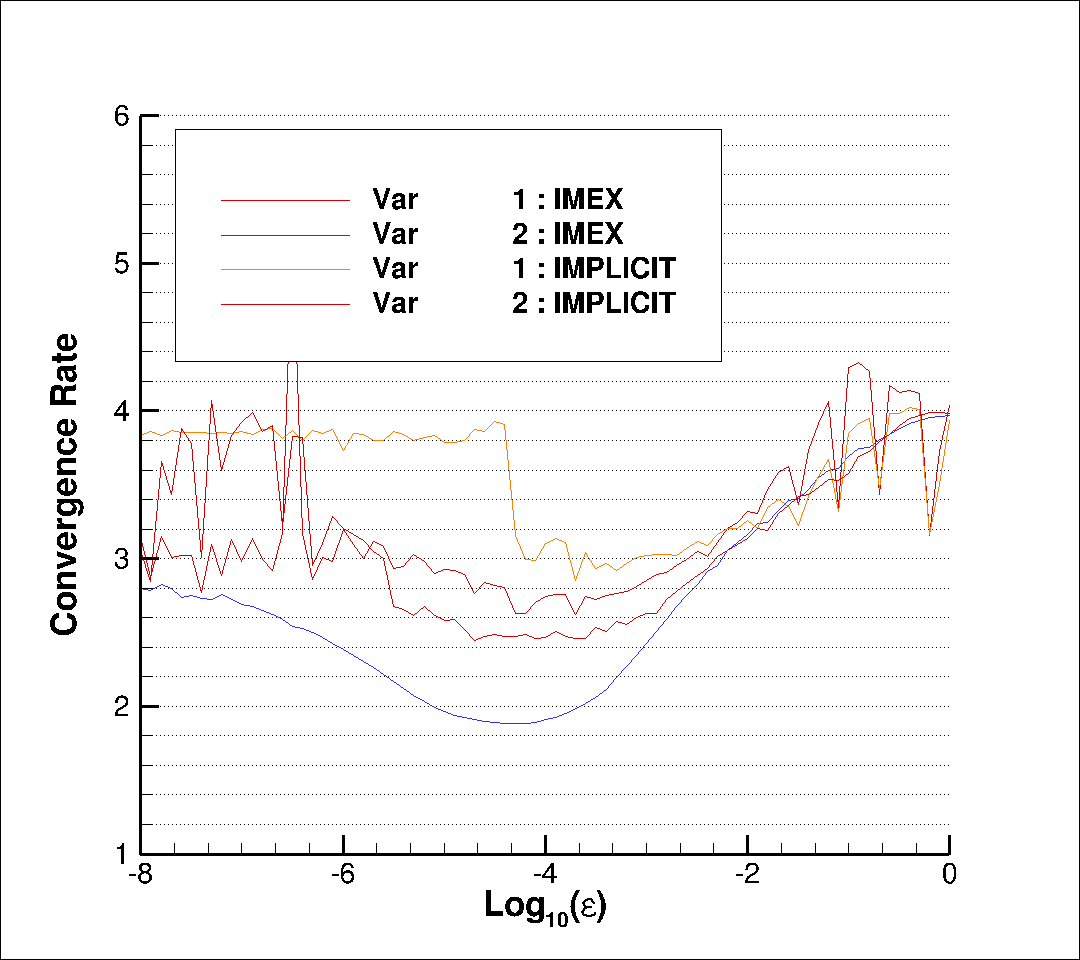 6
Var 1 : IMEX
Var 2 : IMEX
5
Var 1 : IMPLICIT
Var 2 : IMPLICIT
Convergence Rate
4
3
2
1
-8 -6 -4 -2 0
Log10(ε)